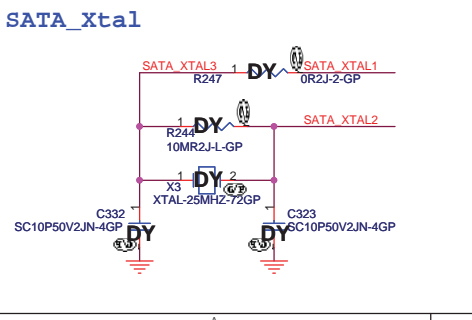 SATA_Xtal
SATA_XTAL3 1 DY SATA_XTAL1
R247 0R2J-2-GP
1 DY SATA_XTAL2
R244
10MR2J-L-GP
1 DY 2
X3 G/P
XTAL-25MHZ-72GP
1 1
C332 C323
SC10P50V2JN-4GP SC10P50V2JN-4GP
DY DY